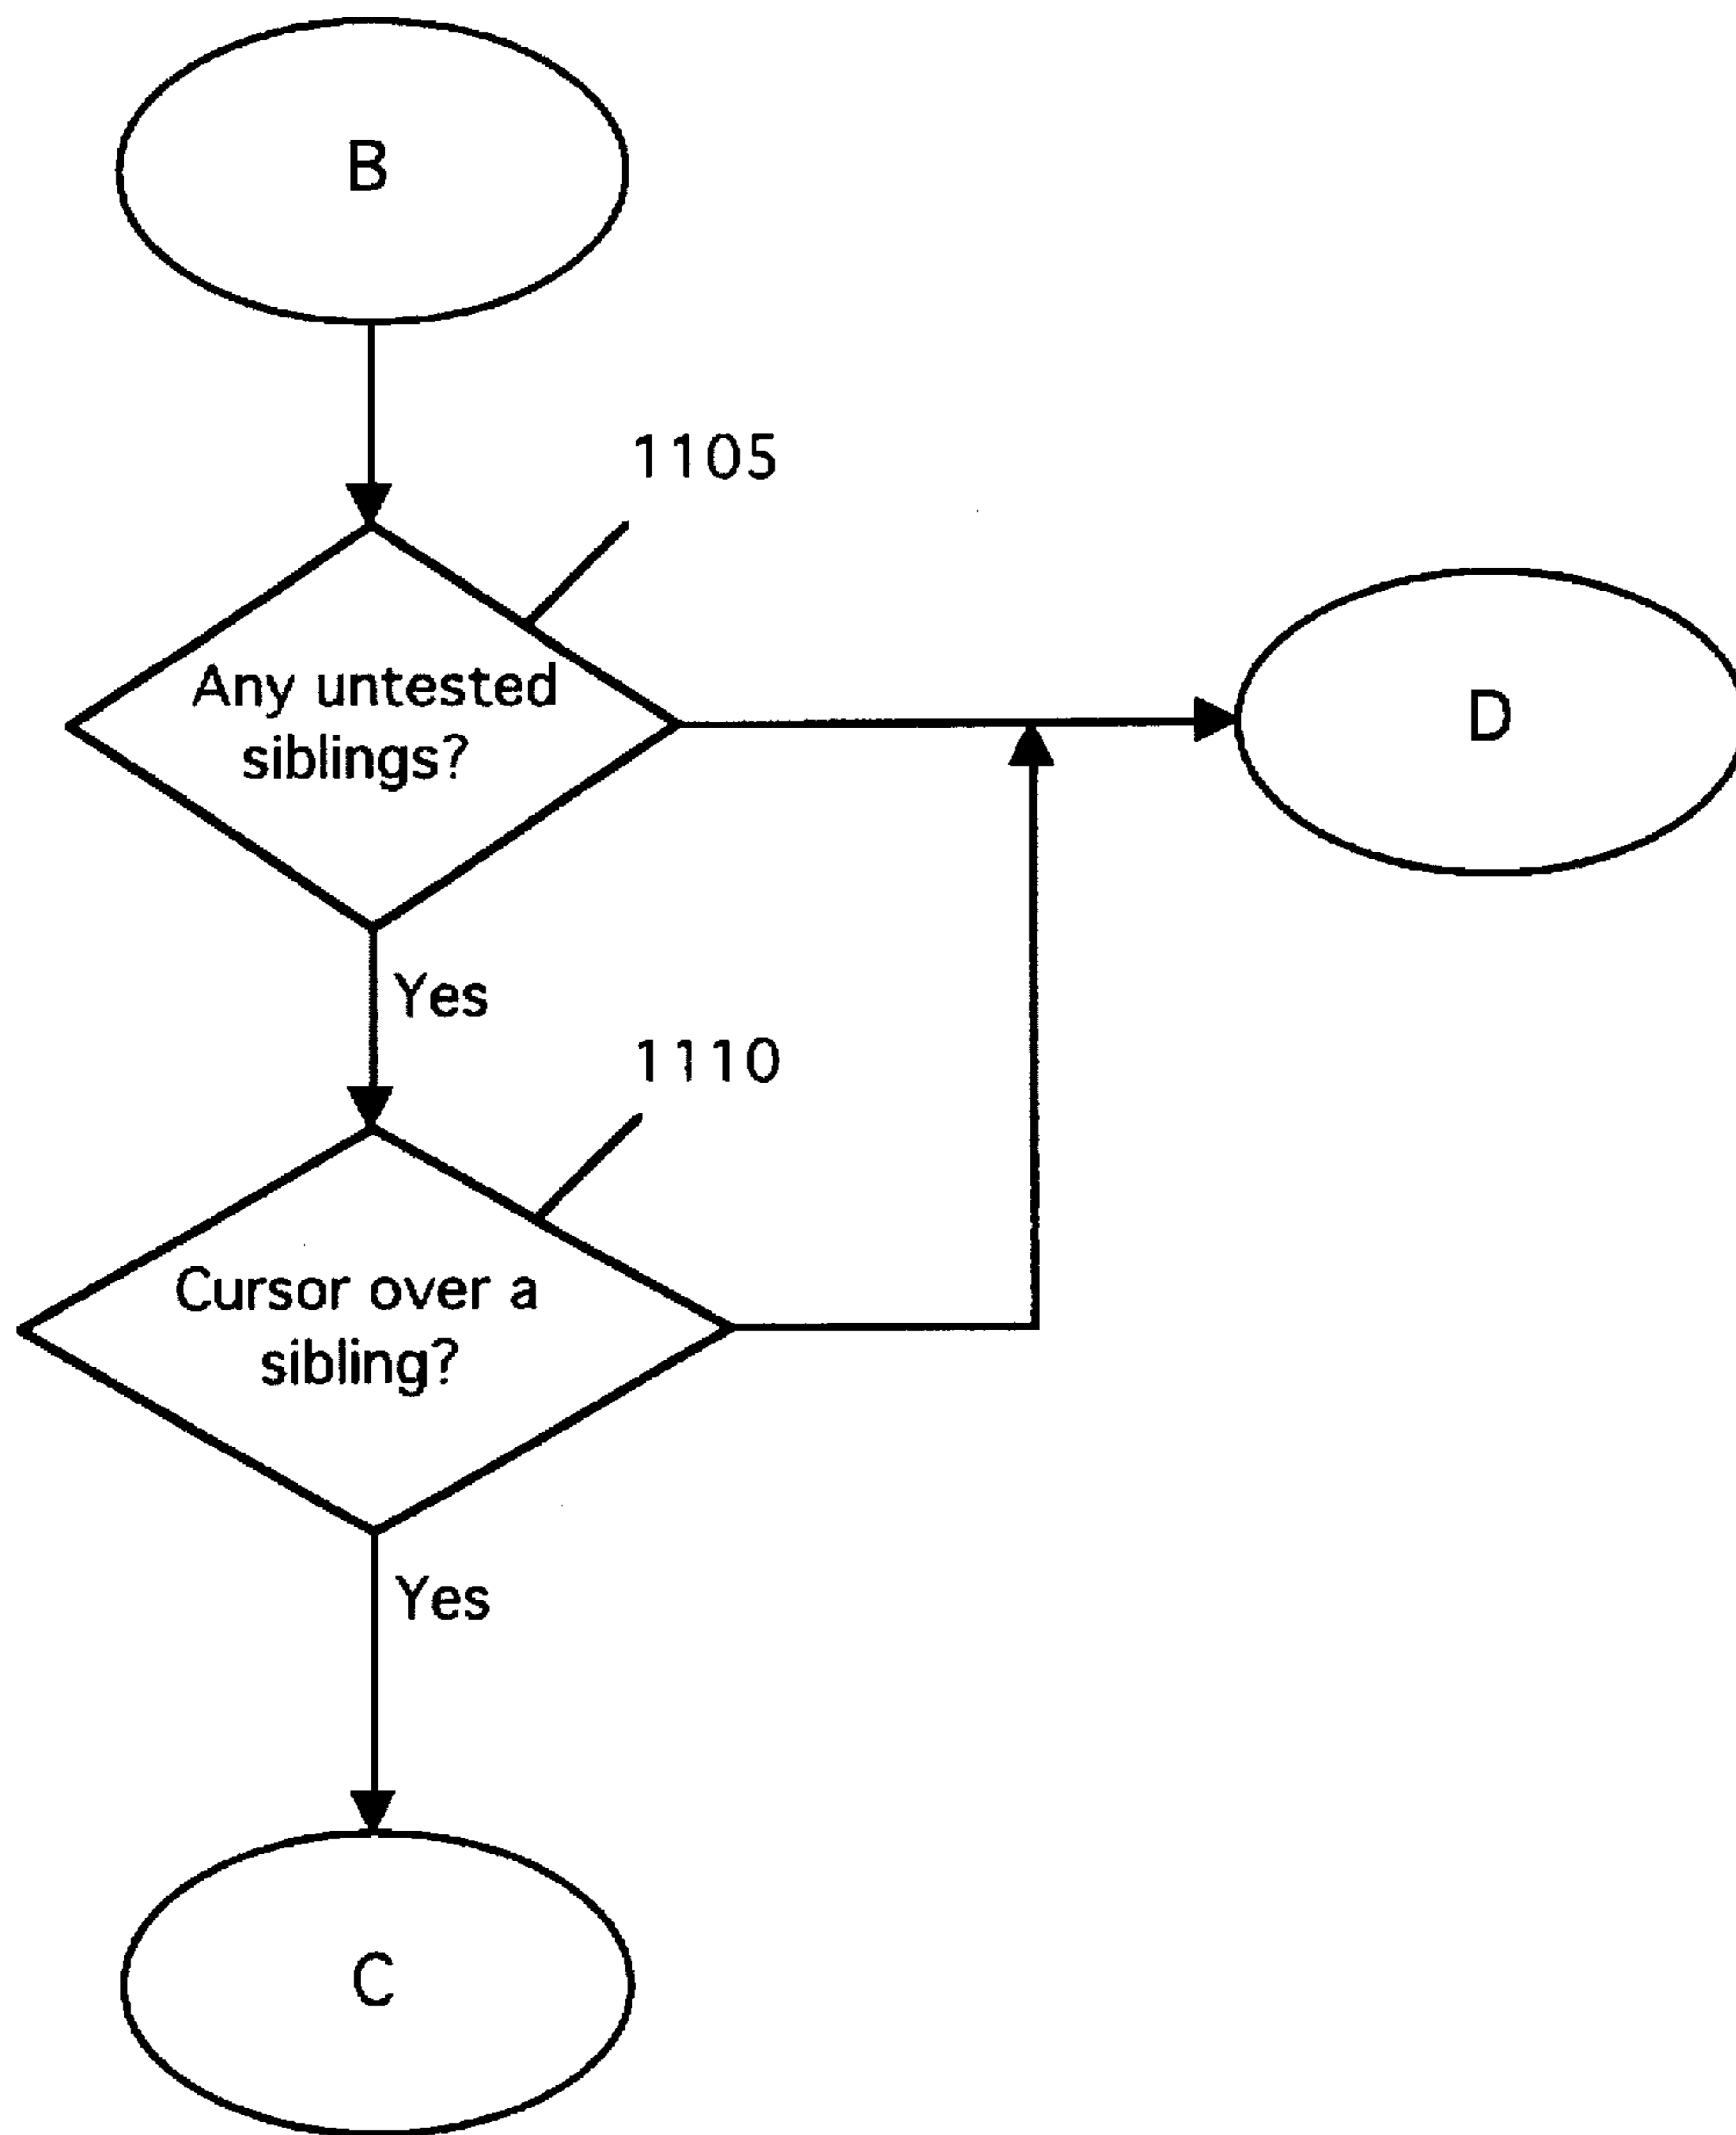 B
1105
Any untested
siblings?
D
Yes
1110
Cursor over a
sibling?
Yes
C